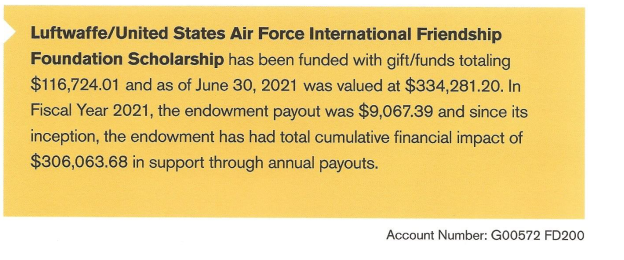 Luftwaffe/United States Air Force International Friendship
Foundation Scholarship has been funded with gift/funds totaling
$116,724.01 and as of June 30, 2021 was valued at $334,281.20. In
Fiscal Year 2021, the endowment payout was $9,067.39 and since its
inception, the endowment has had total cumulative financial impact of
$306,063.68 in support through annual payouts.
Account Number: G00572 FD200